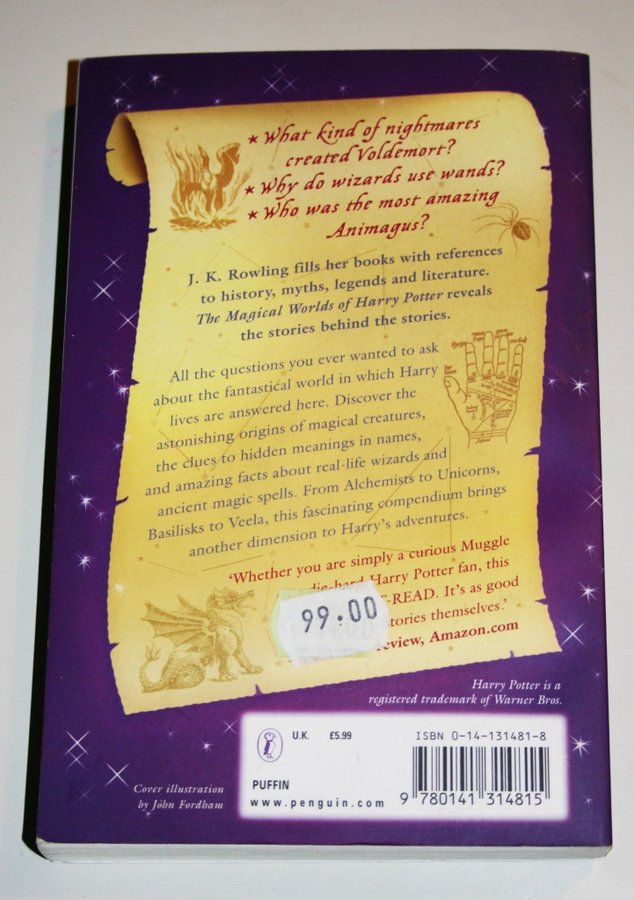 * What kind of nightmares
created Voldemort?
* Why do wizards use wands?
* Who was the most amazing
Animagus?
J. K. Rowling fills her books with references
to history, myths, legends and literature.
The Magical Worlds of Harry Potter reveals
the stories behind the stories.
All the questions you ever wanted to ask
about the fantastical world in which Harry
lives are answered here. Discover the
astonishing origins of magical creatures,
the clues to hidden meanings in names,
and amazing facts about real-life wizards and
ancient magic spells. From Alchemists to Unicorns,
Basilisks to Veela, this fascinating compendium brings
another dimension to Harry's adventures.
'Whether you are simply a curious Muggle
die-hard Harry Potter fan, this
-READ. It's as good
stories themselves.'
review, Amazon.com
99.00
Harry Potter is a
registered trademark of Warner Bros.
U.K. £5.99
ISBN 0-14-131481-8
PUFFIN
www.penguin.com
9 780141 314815
Cover illustration
by John Fordham